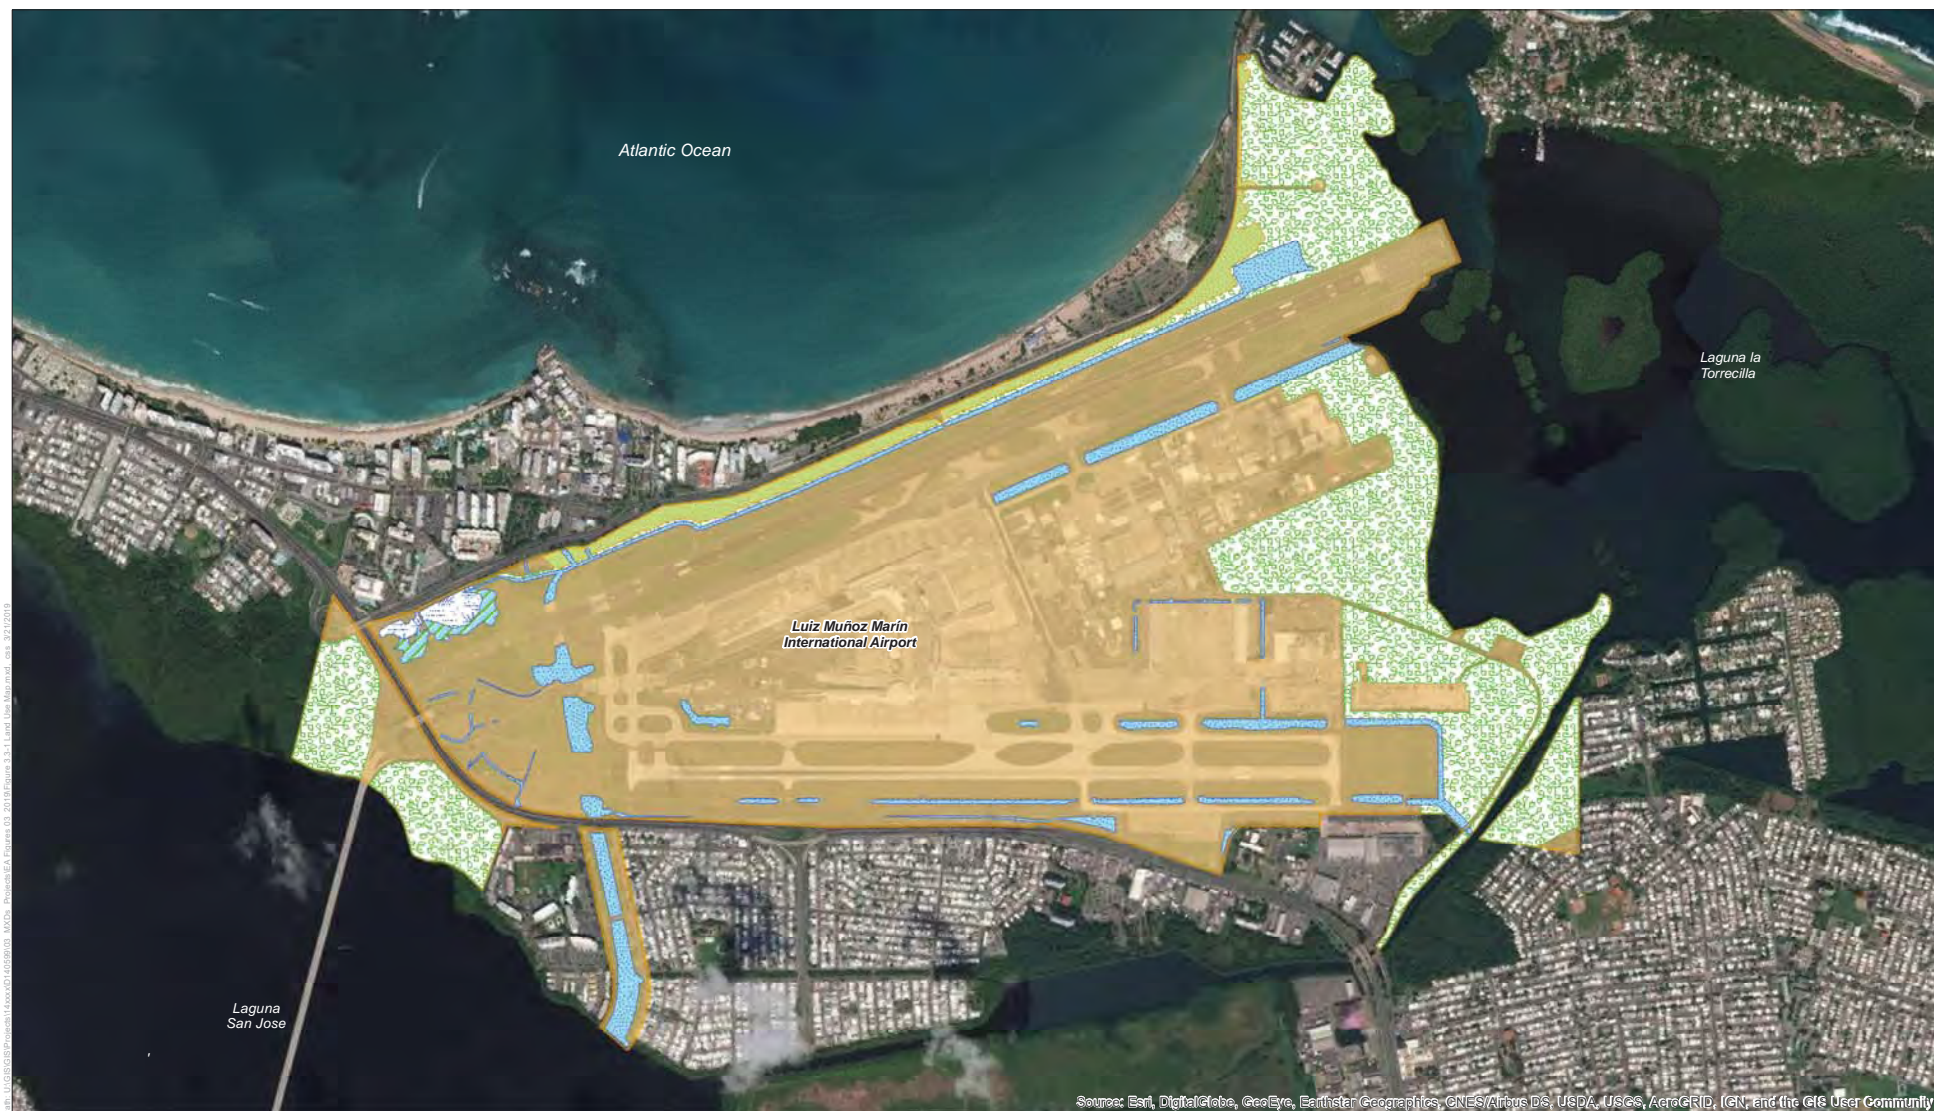 Atlantic Ocean
Laguna la
Torrecilla
Luiz Muñoz Marín
International Airport
Laguna
San Jose
Source: Esri, DigitalGlobe, GeoEye, Earthstar Geographics, CNES/Airbus DS, USDA, USGS, AeroGRID, IGN, and the GIS User Community